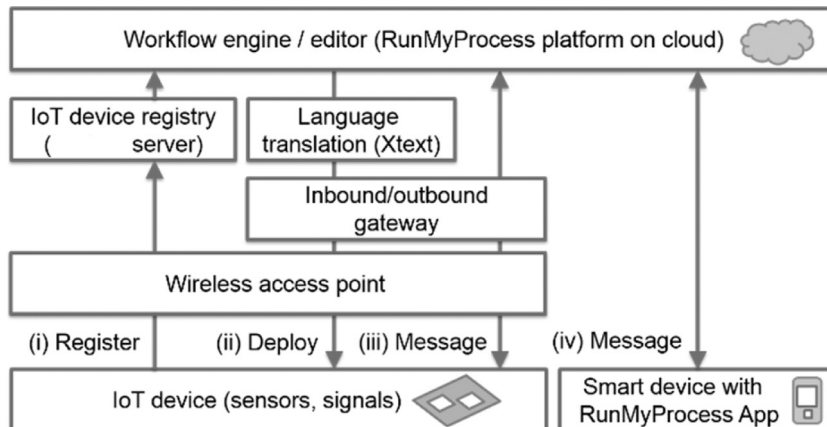 Workflow engine / editor (RunMyProcess platform on cloud)
IoT device registry
( server)
Language
translation (Xtext)
Inbound/outbound
gateway
Wireless access point
(i) Register
(ii) Deploy
(iii) Message
(iv) Message
IoT device (sensors, signals)
Smart device with
RunMyProcess App